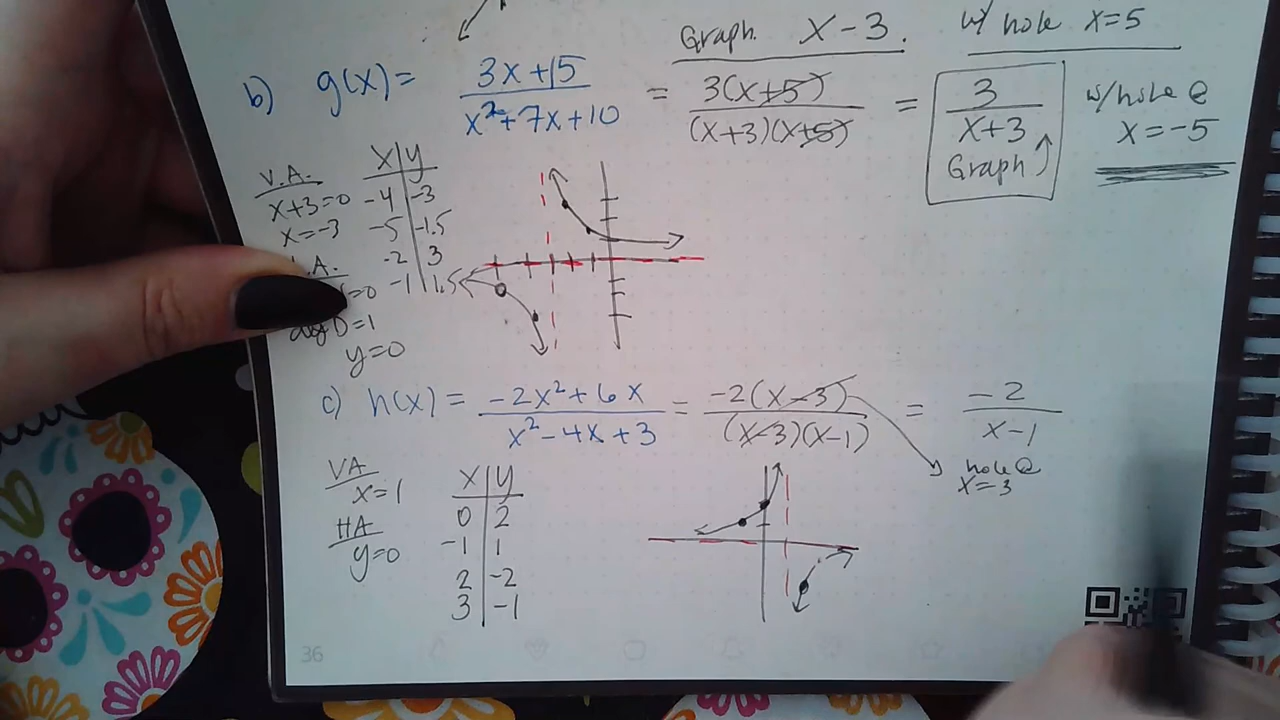 Graph. X-3. w/ hole x=5
b) g(x) = 3x+15 / x²+7x+10 = 3(x+5) / (x+3)(x+5) = 3 / x+3 w/hole @ x=-5
Graph
V.A.
x+3=0
x=-3
.A.
=0
D=1
y=0
X | Y
-4 | -3
-5 | -1.5
-2 | 3
-1 | 1.5
c) h(x) = -2x²+6x / x²-4x+3 = -2(x-3) / (x-3)(x-1) = -2 / x-1
hole @
x=3
VA
x=1
HA
y=0
X | Y
0 | 2
-1 | 1
2 | -2
3 | -1
36